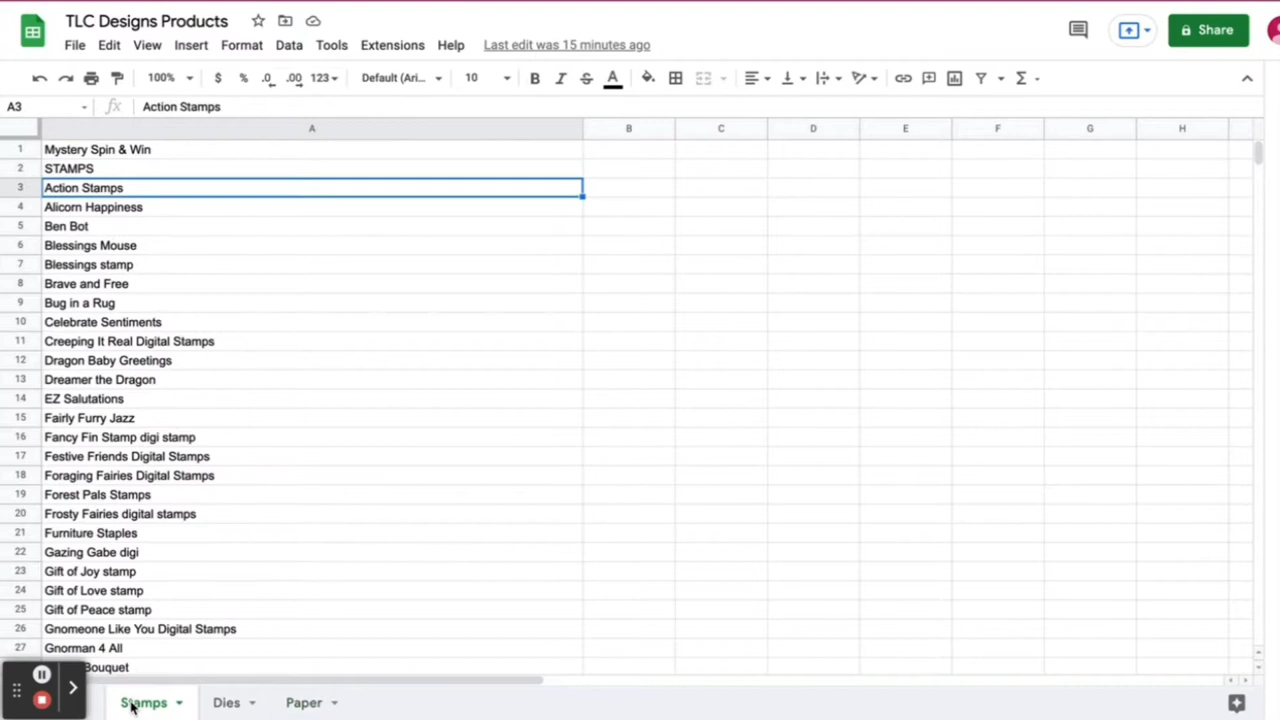 TLC Designs Products
File Edit View Insert Format Data Tools Extensions Help Last edit was 15 minutes ago
Share
100% $ % .0 .00 123 Default (Ari... 10 B I S A
A3 fx Action Stamps
A B C D E F G H
1 Mystery Spin & Win
2 STAMPS
3 Action Stamps
4 Alicorn Happiness
5 Ben Bot
6 Blessings Mouse
7 Blessings stamp
8 Brave and Free
9 Bug in a Rug
10 Celebrate Sentiments
11 Creeping It Real Digital Stamps
12 Dragon Baby Greetings
13 Dreamer the Dragon
14 EZ Salutations
15 Fairly Furry Jazz
16 Fancy Fin Stamp digi stamp
17 Festive Friends Digital Stamps
18 Foraging Fairies Digital Stamps
19 Forest Pals Stamps
20 Frosty Fairies digital stamps
21 Furniture Staples
22 Gazing Gabe digi
23 Gift of Joy stamp
24 Gift of Love stamp
25 Gift of Peace stamp
26 Gnomeone Like You Digital Stamps
27 Gnorman 4 All
Bouquet
Stamps Dies Paper